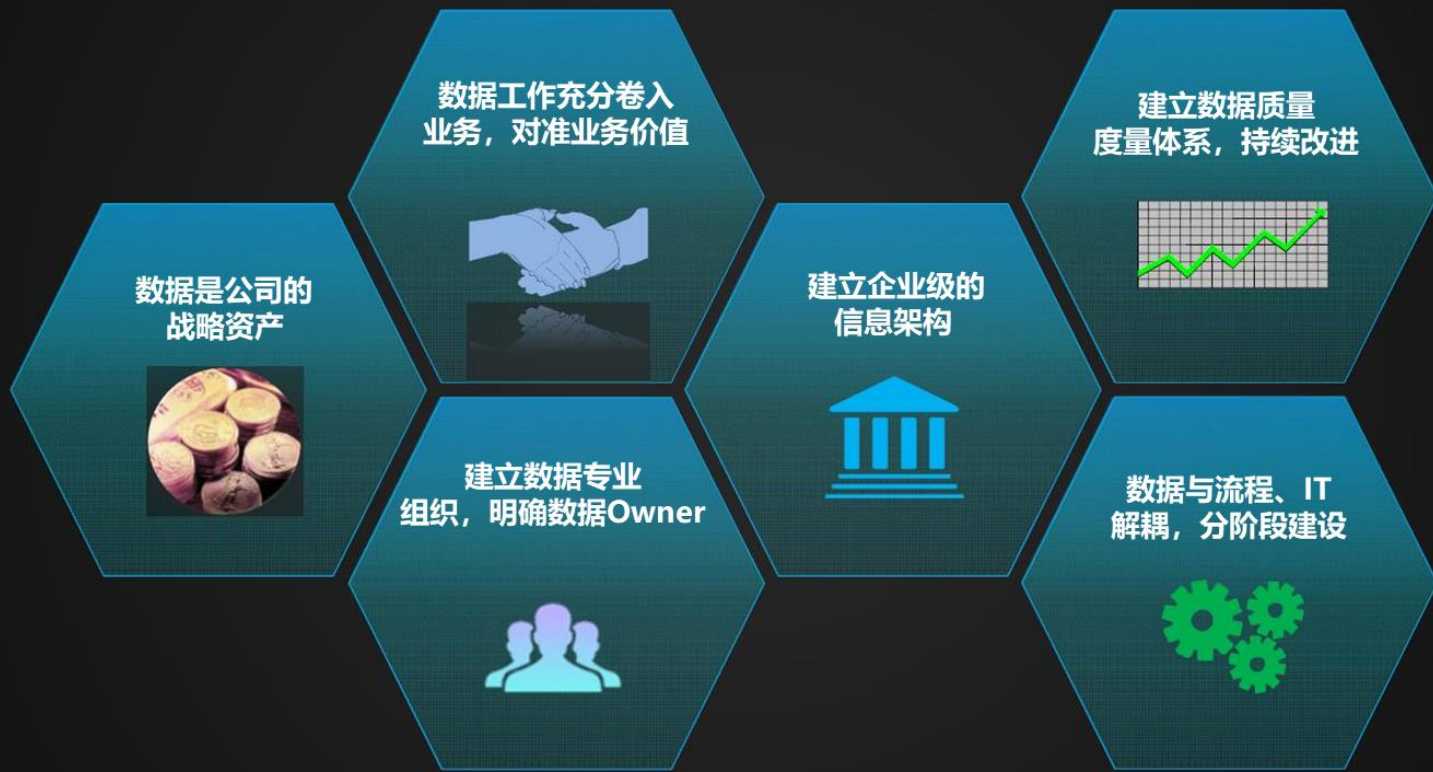 数据是公司的
战略资产
数据工作充分卷入
业务，对准业务价值
建立数据专业
组织，明确数据Owner
建立企业级的
信息架构
建立数据质量
度量体系，持续改进
数据与流程、IT
解耦，分阶段建设